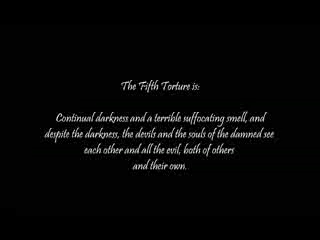 The Fifth Torture is:
Continual darkness and a terrible suffocating smell, and
despite the darkness, the devils and the souls of the damned see
each other and all the evil, both of others
and their own.